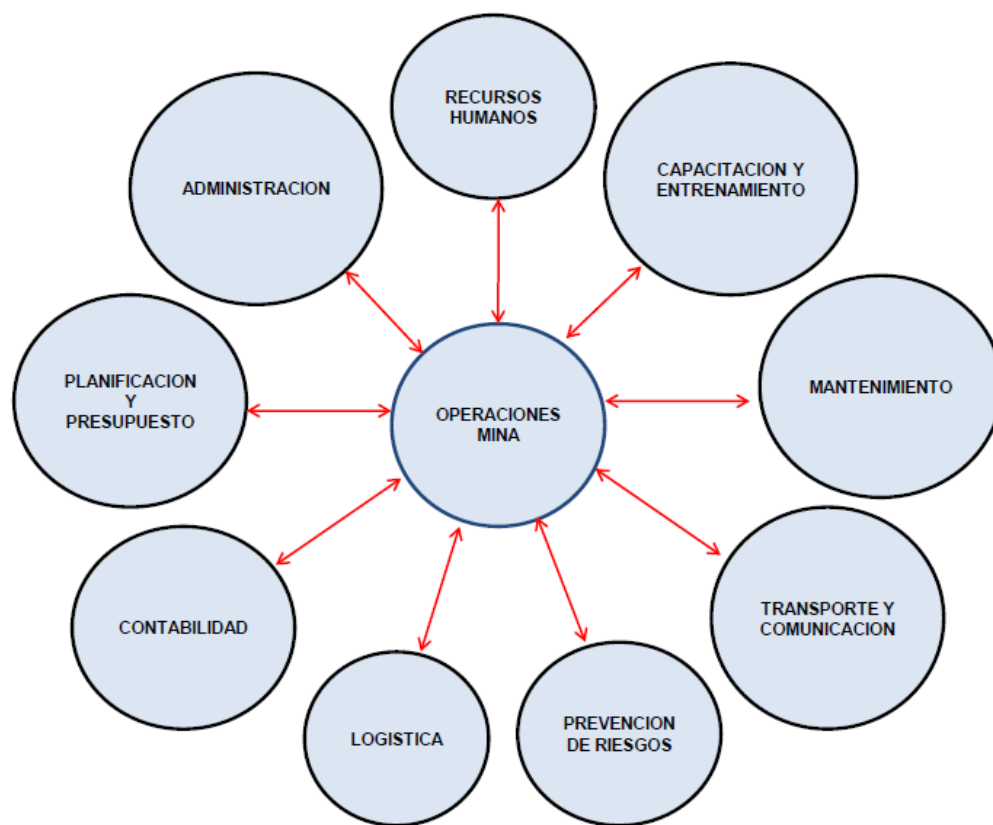 RECURSOS
HUMANOS
CAPACITACION Y
ENTRENAMIENTO
ADMINISTRACION
MANTENIMIENTO
PLANIFICACION
Y
PRESUPUESTO
OPERACIONES
MINA
TRANSPORTE Y
COMUNICACION
CONTABILIDAD
LOGISTICA
PREVENCION
DE RIESGOS